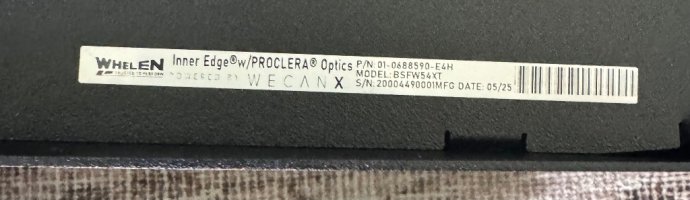 WHELEN Inner Edge® w/PROCLERA® Optics P/N: 01-0688590-E4H
MODEL: BSFW54XT
POWERED BY WECANX S/N: 20004490001MFG DATE: 05/25